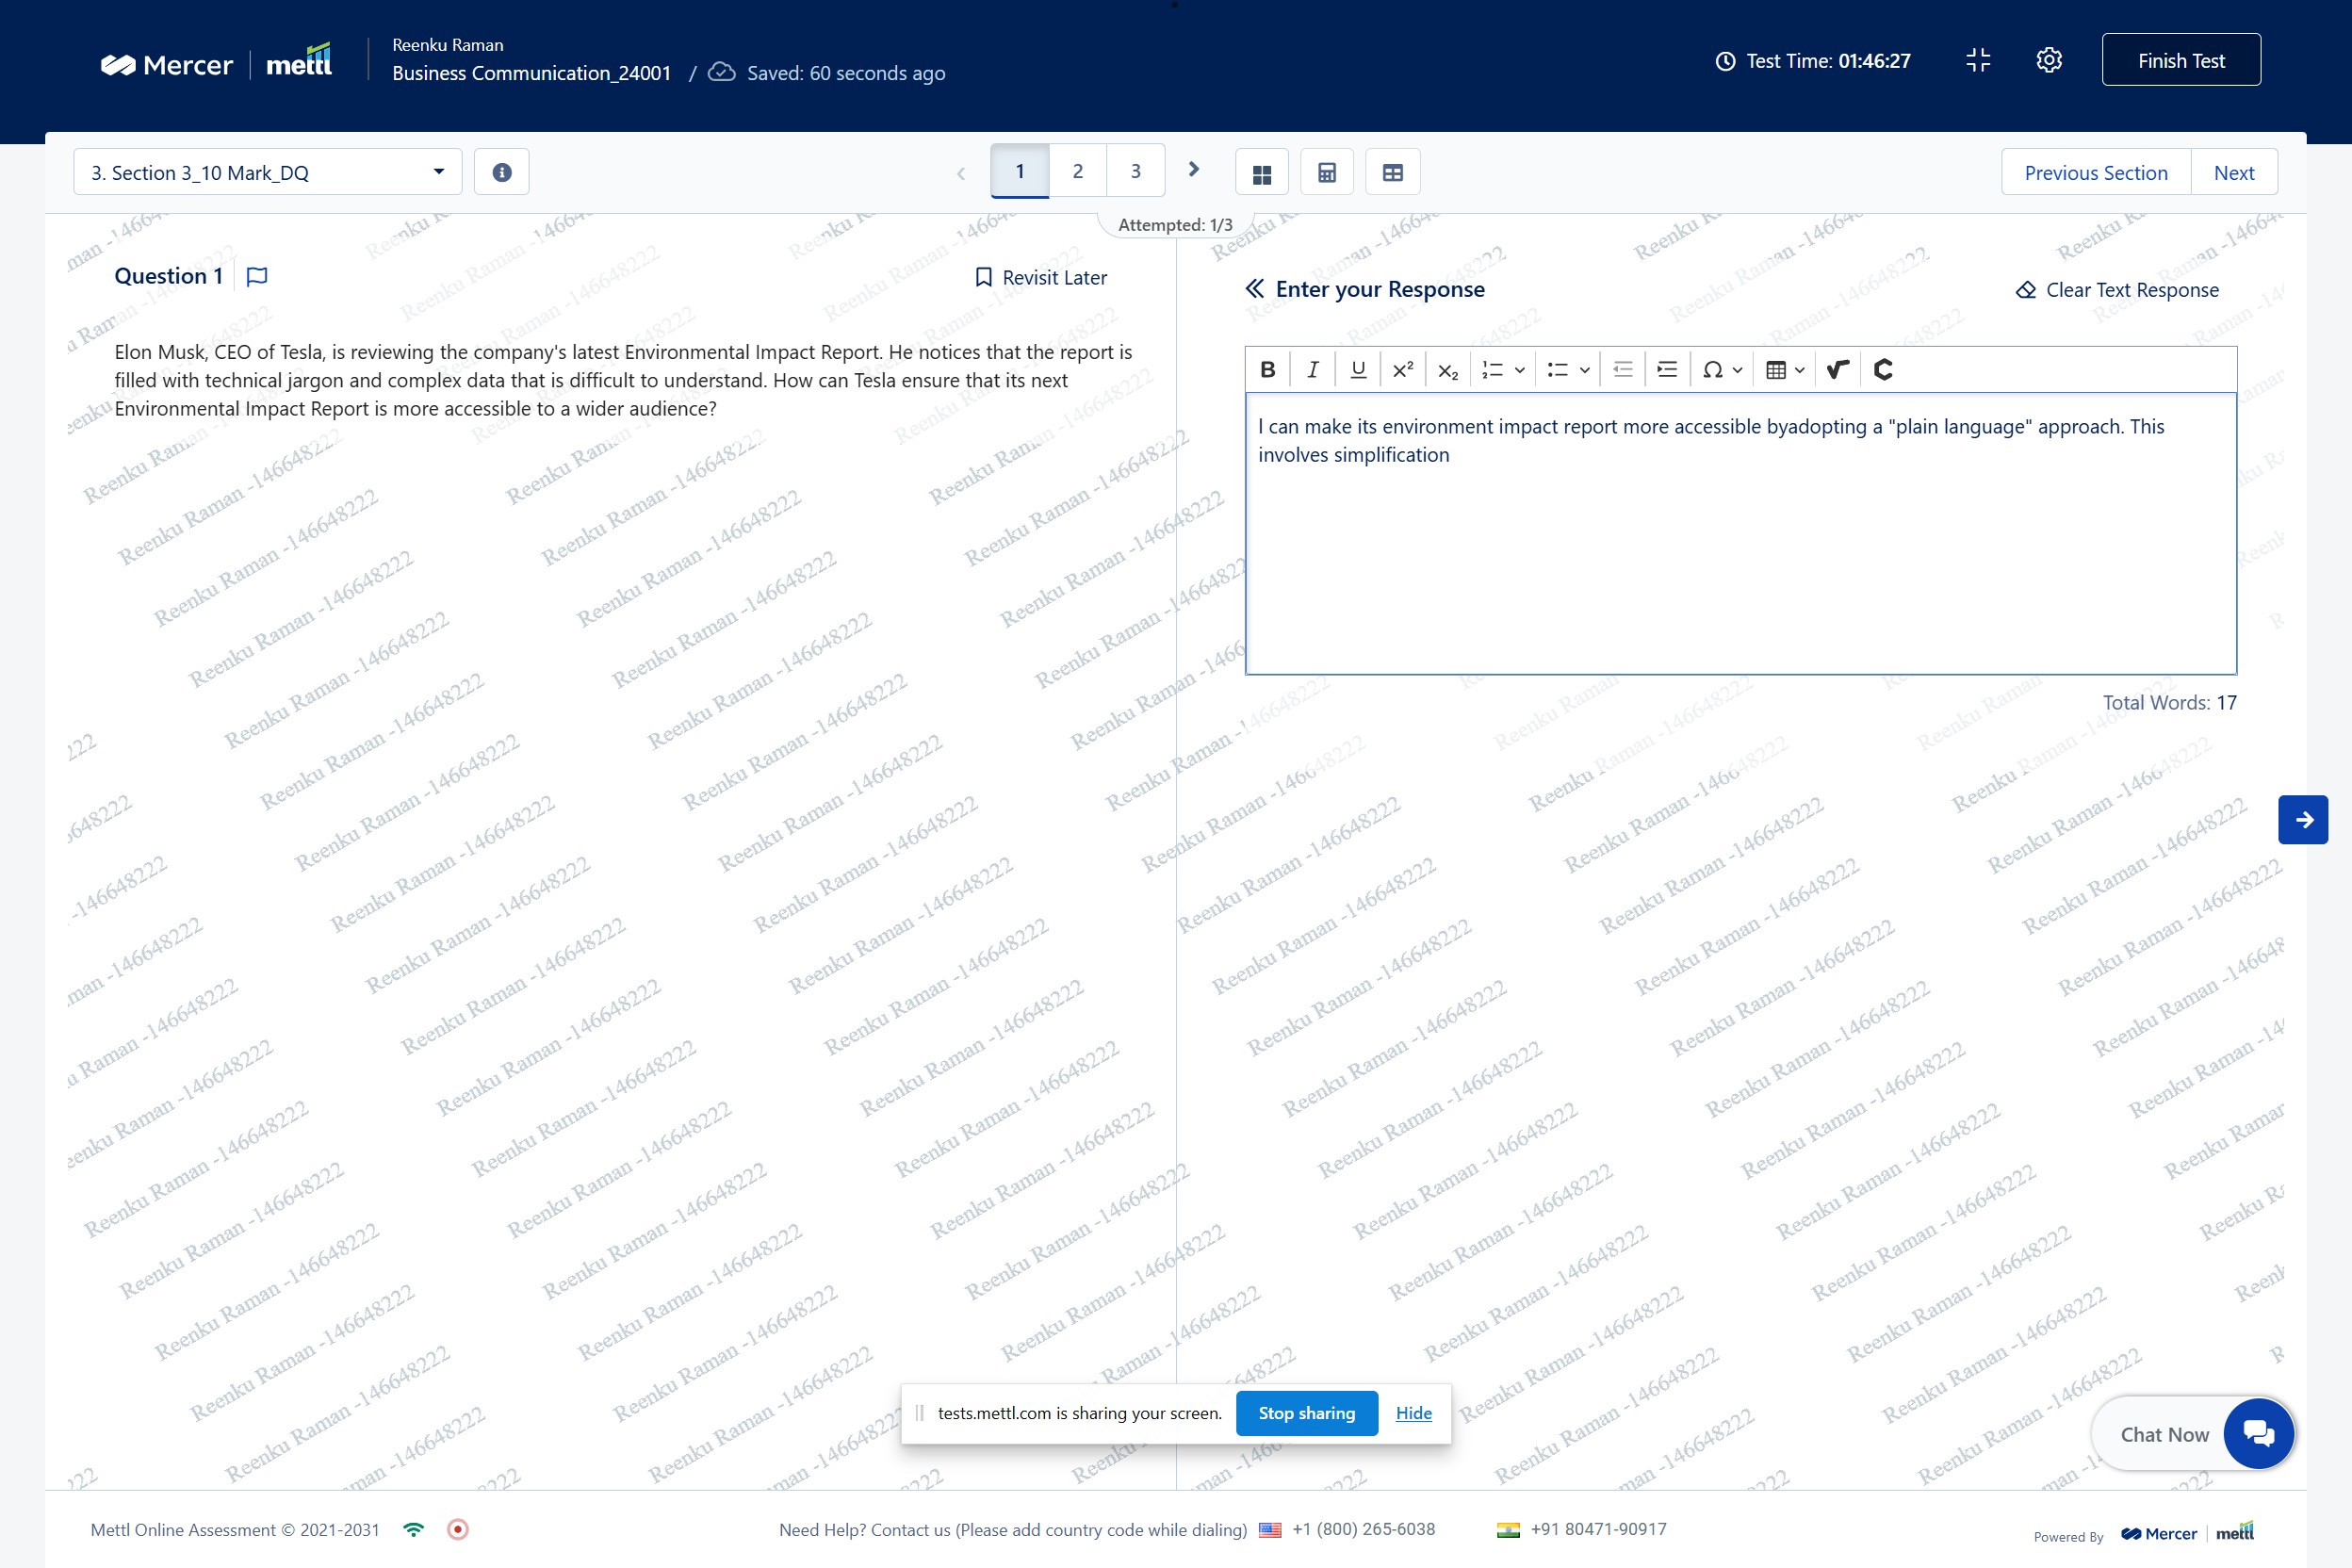 Mercer | mettl
Reenku Raman
Business Communication_24001 / Saved: 60 seconds ago
Test Time: 01:46:27
Finish Test
3. Section 3_10 Mark_DQ
1 2 3
Previous Section Next
Attempted: 1/3
Question 1
Revisit Later
Elon Musk, CEO of Tesla, is reviewing the company's latest Environmental Impact Report. He notices that the report is
filled with technical jargon and complex data that is difficult to understand. How can Tesla ensure that its next
Environmental Impact Report is more accessible to a wider audience?
Enter your Response
Clear Text Response
I can make its environment impact report more accessible byadopting a "plain language" approach. This
involves simplification
Total Words: 17
Reenku Raman -146648222
tests.mettl.com is sharing your screen. Stop sharing Hide
Chat Now
Mettl Online Assessment © 2021-2031
Need Help? Contact us (Please add country code while dialing) +1 (800) 265-6038 +91 80471-90917
Powered By Mercer | mettl